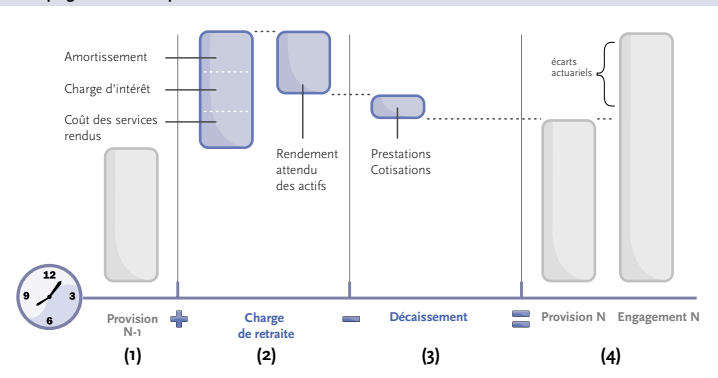 Amortissement
Charge d'intérêt
Coût des services
rendus
écarts
actuariels
Rendement
attendu
des actifs
Prestations
Cotisations
12
9
3
6
Provision
N-1
Charge
de retraite
Décaissement
Provision N
Engagement N
(1)
(2)
(3)
(4)